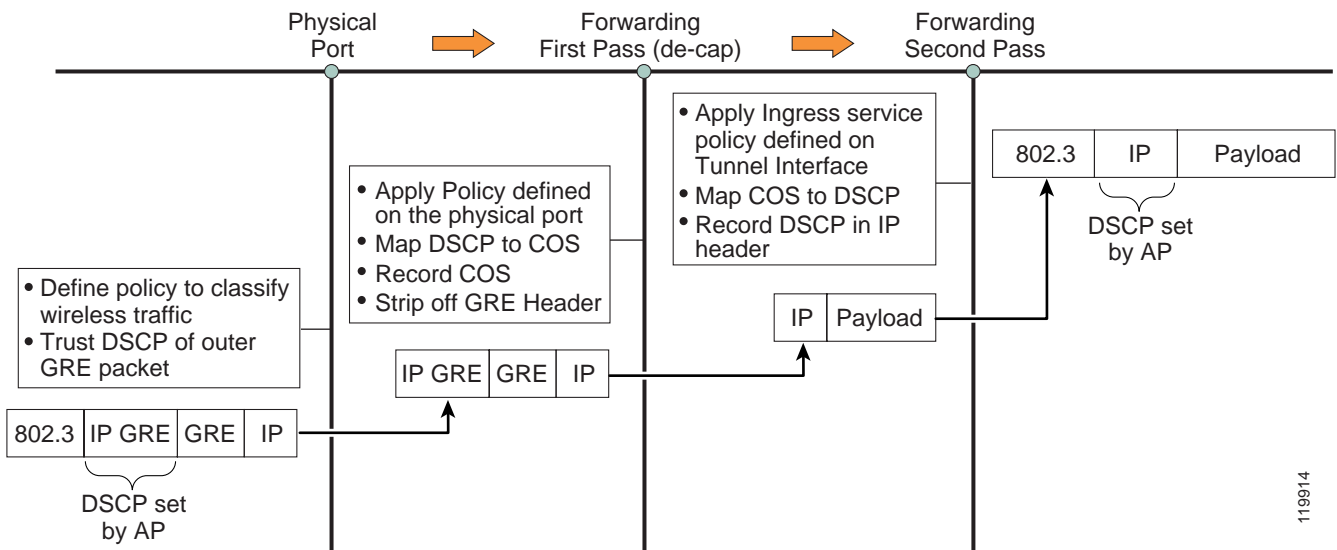 Physical
Port
Forwarding
First Pass (de-cap)
Forwarding
Second Pass
• Define policy to classify
wireless traffic
• Trust DSCP of outer
GRE packet
802.3 IP GRE GRE IP
DSCP set
by AP
• Apply Policy defined
on the physical port
• Map DSCP to COS
• Record COS
• Strip off GRE Header
IP GRE GRE IP
• Apply Ingress service
policy defined on
Tunnel Interface
• Map COS to DSCP
• Record DSCP in IP
header
IP Payload
802.3 IP Payload
DSCP set
by AP
119914